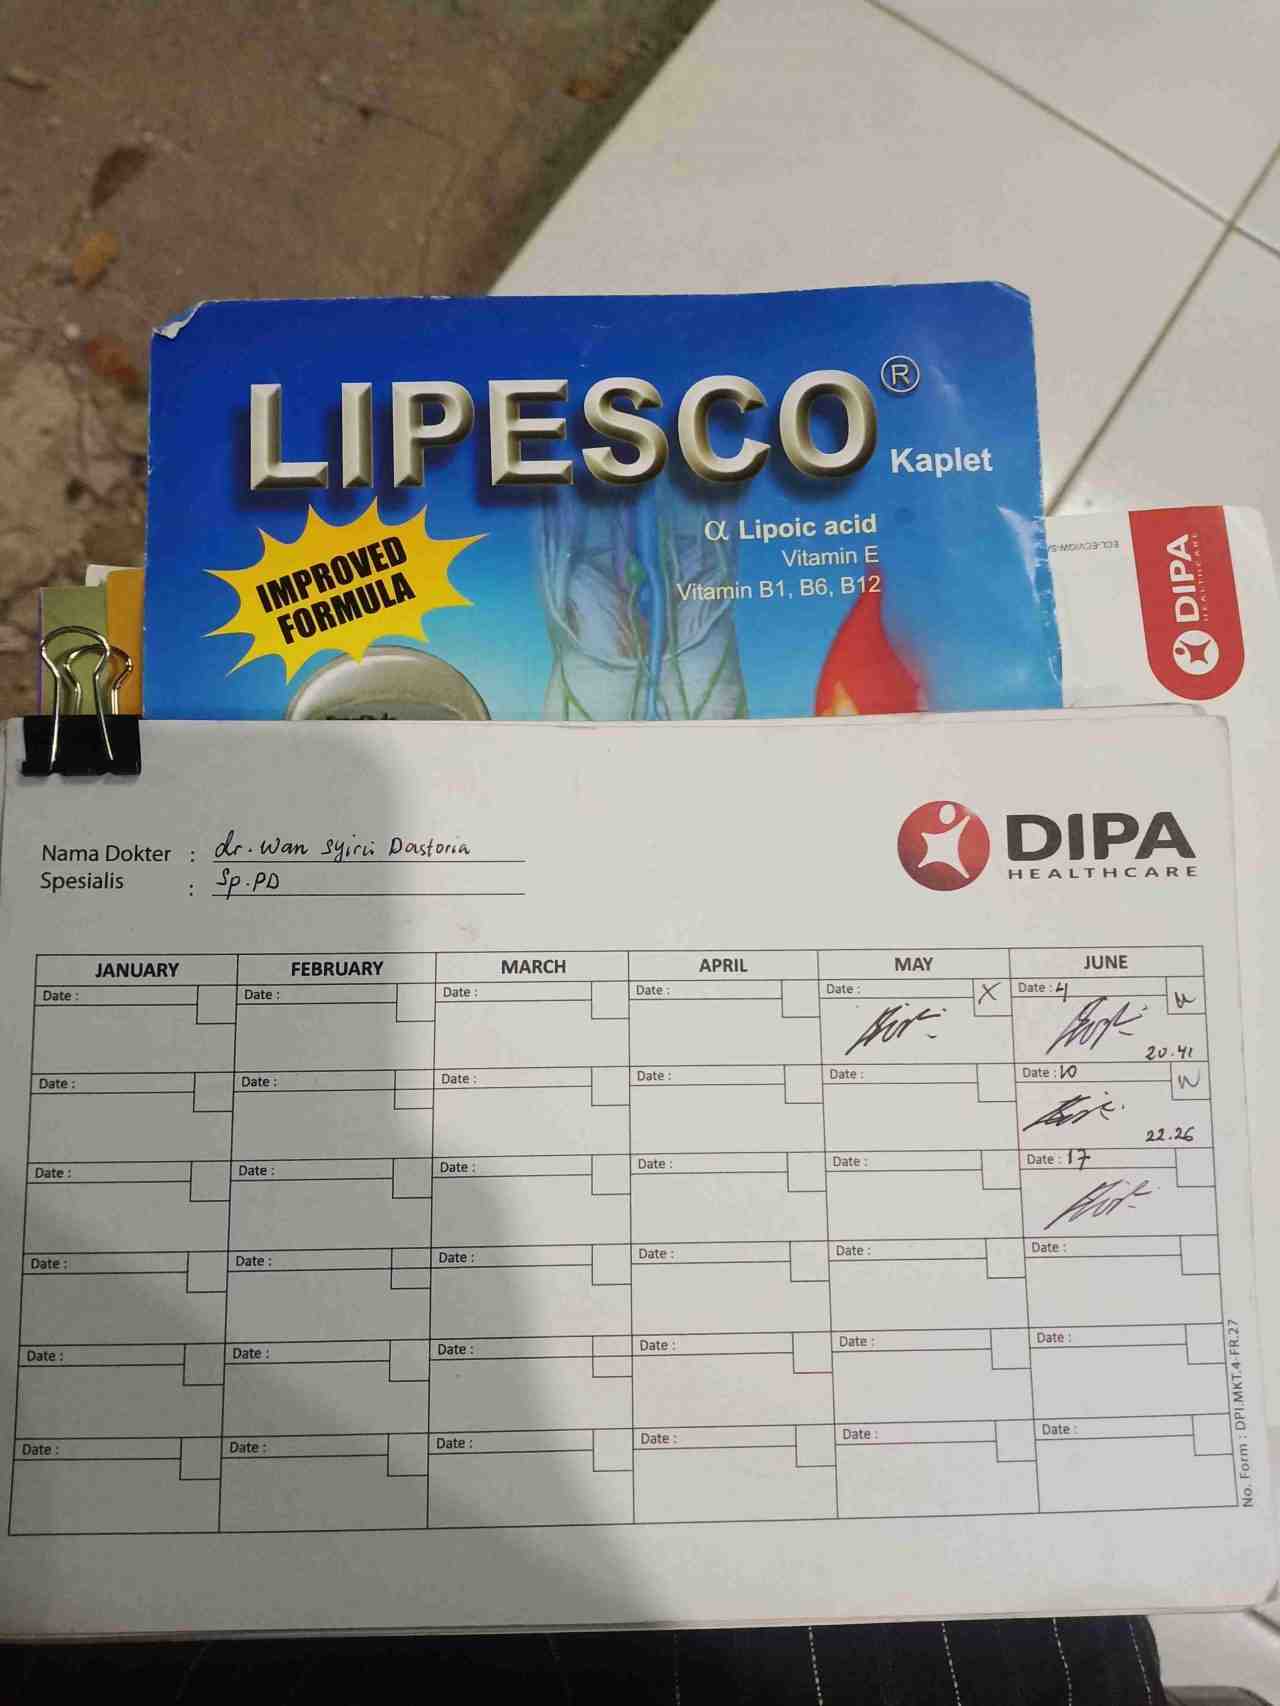 LIPESCO®
Kaplet
IMPROVED
FORMULA
α Lipoic acid
Vitamin E
Vitamin B1, B6, B12
DIPA
HEALTHCARE
Nama Dokter : dr. Wan Syirii Dastoria
Spesialis : Sp.PD
DIPA
HEALTHCARE
JANUARY FEBRUARY MARCH APRIL MAY JUNE
Date : Date : Date : Date : Date : X Date : 4
20.41
Date : Date : Date : Date : Date : Date : 10
22.26
Date : Date : Date : Date : Date : Date : 17
Date : Date : Date : Date : Date : Date :
Date : Date : Date : Date : Date : Date :
Date : Date : Date : Date : Date : Date :
No. Form : DPI.MKT.4-FR.27